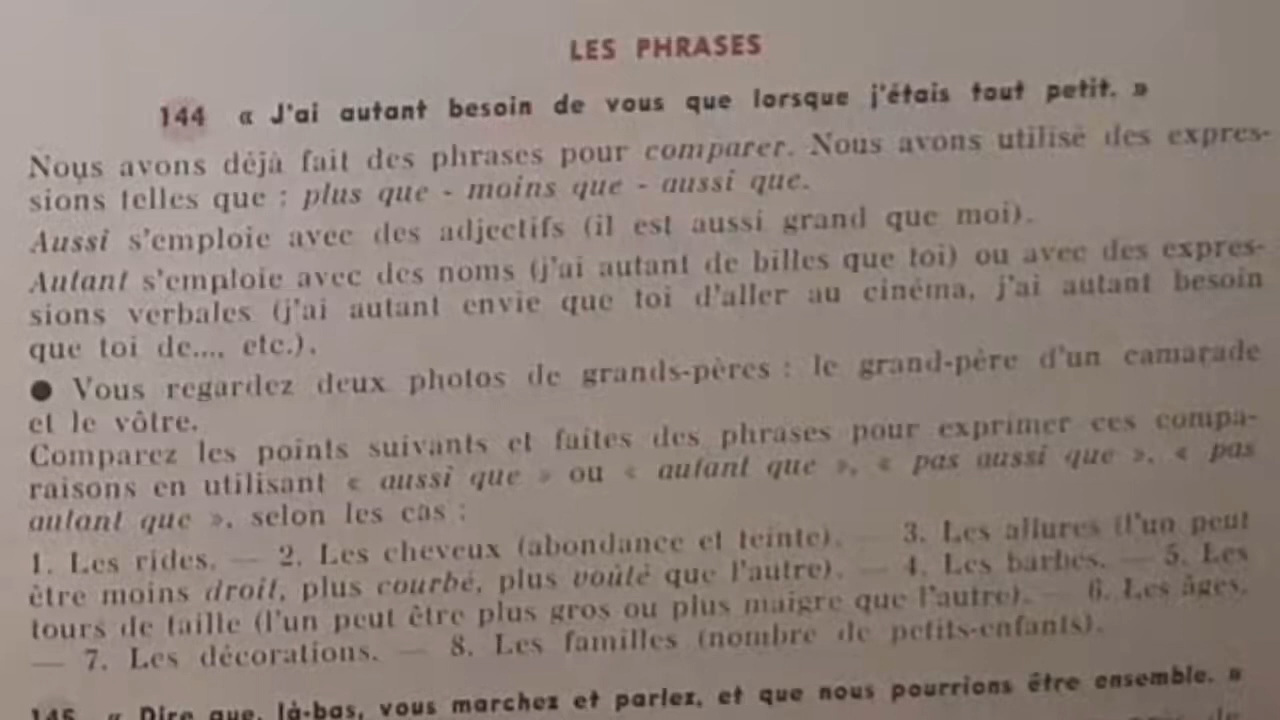 LES PHRASES
144 « J'ai autant besoin de vous que lorsque j'étais tout petit. »
Nous avons déjà fait des phrases pour comparer. Nous avons utilisé des expres-
sions telles que : plus que - moins que - aussi que.
Aussi s'emploie avec des adjectifs (il est aussi grand que moi).
Autant s'emploie avec des noms (j'ai autant de billes que toi) ou avec des expres-
sions verbales (j'ai autant envie que toi d'aller au cinéma, j'ai autant besoin
que toi de..., etc.).
● Vous regardez deux photos de grands-pères : le grand-père d'un camarade
et le vôtre.
Comparez les points suivants et faites des phrases pour exprimer ces compa-
raisons en utilisant « aussi que » ou « autant que », « pas aussi que », « pas
autant que », selon les cas :
1. Les rides. — 2. Les cheveux (abondance et teinte). — 3. Les allures (l'un peut
être moins droit, plus courbé, plus voûté que l'autre). — 4. Les barbes. — 5. Les
tours de taille (l'un peut être plus gros ou plus maigre que l'autre). — 6. Les âges.
— 7. Les décorations. — 8. Les familles (nombre de petits-enfants).
145 « Dire que, là-bas, vous marchez et parlez, et que nous pourrions être ensemble. »